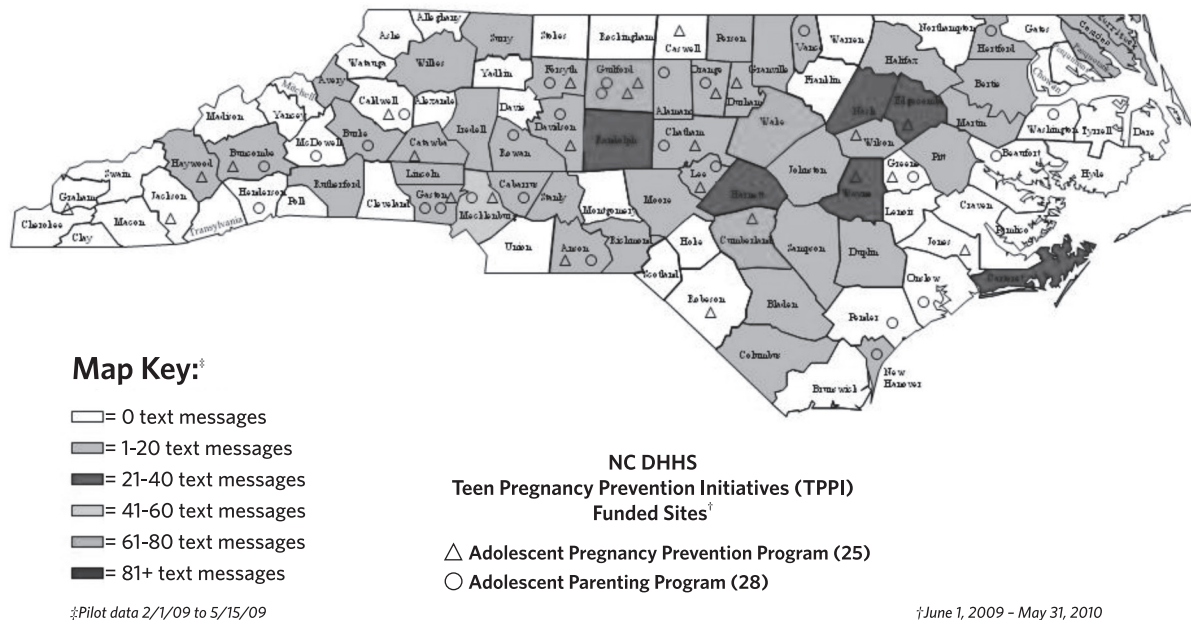 Ashe
Alleghany
Surry
Stokes
Rockingham
Caswell
Person
Vance
Warren
Northampton
Gates
Hertford
Camden
Watauga
Wilkes
Yadkin
Forsyth
Guilford
Orange
Granville
Franklin
Halifax
Bertie
Chowan
Mitchell
Avery
Caldwell
Alexander
Davie
Alamance
Durham
Nash
Edgecombe
Madison
Yancey
Burke
Iredell
Davidson
Randolph
Chatham
Wake
Wilson
Martin
Washington
Tyrrell
Dare
McDowell
Catawba
Rowan
Haywood
Buncombe
Lincoln
Johnston
Greene
Pitt
Beaufort
Hyde
Swain
Rutherford
Cabarrus
Stanly
Lee
Graham
Jackson
Henderson
Polk
Cleveland
Gaston
Mecklenburg
Montgomery
Moore
Harnett
Wayne
Lenoir
Craven
Cherokee
Macon
Clay
Transylvania
Union
Anson
Richmond
Hoke
Cumberland
Sampson
Duplin
Jones
Pamlico
Scotland
Robeson
Bladen
Pender
Onslow
Carteret
Columbus
Brunswick
New
Hanover
Map Key:‡
= 0 text messages
= 1-20 text messages
= 21-40 text messages
= 41-60 text messages
= 61-80 text messages
= 81+ text messages
‡Pilot data 2/1/09 to 5/15/09
NC DHHS
Teen Pregnancy Prevention Initiatives (TPPI)
Funded Sites†
Adolescent Pregnancy Prevention Program (25)
Adolescent Parenting Program (28)
†June 1, 2009 – May 31, 2010